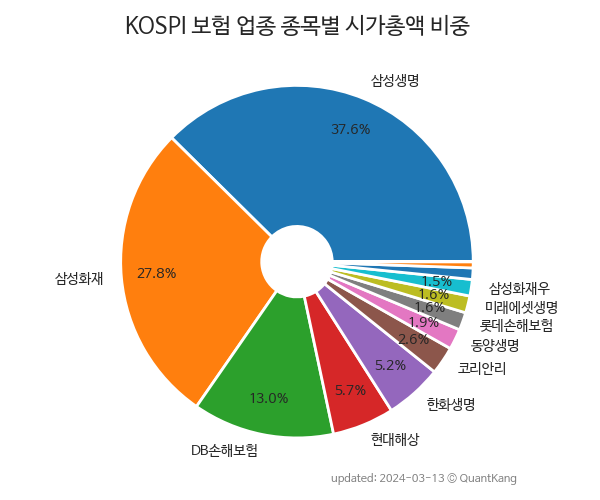 KOSPI 보험 업종 종목별 시가총액 비중
삼성생명
37.6%
삼성화재
27.8%
DB손해보험
13.0%
현대해상
5.7%
한화생명
5.2%
코리안리
2.6%
동양생명
1.9%
롯데손해보험
1.6%
미래에셋생명
1.6%
삼성화재우
1.5%
updated: 2024-03-13 © QuantKang